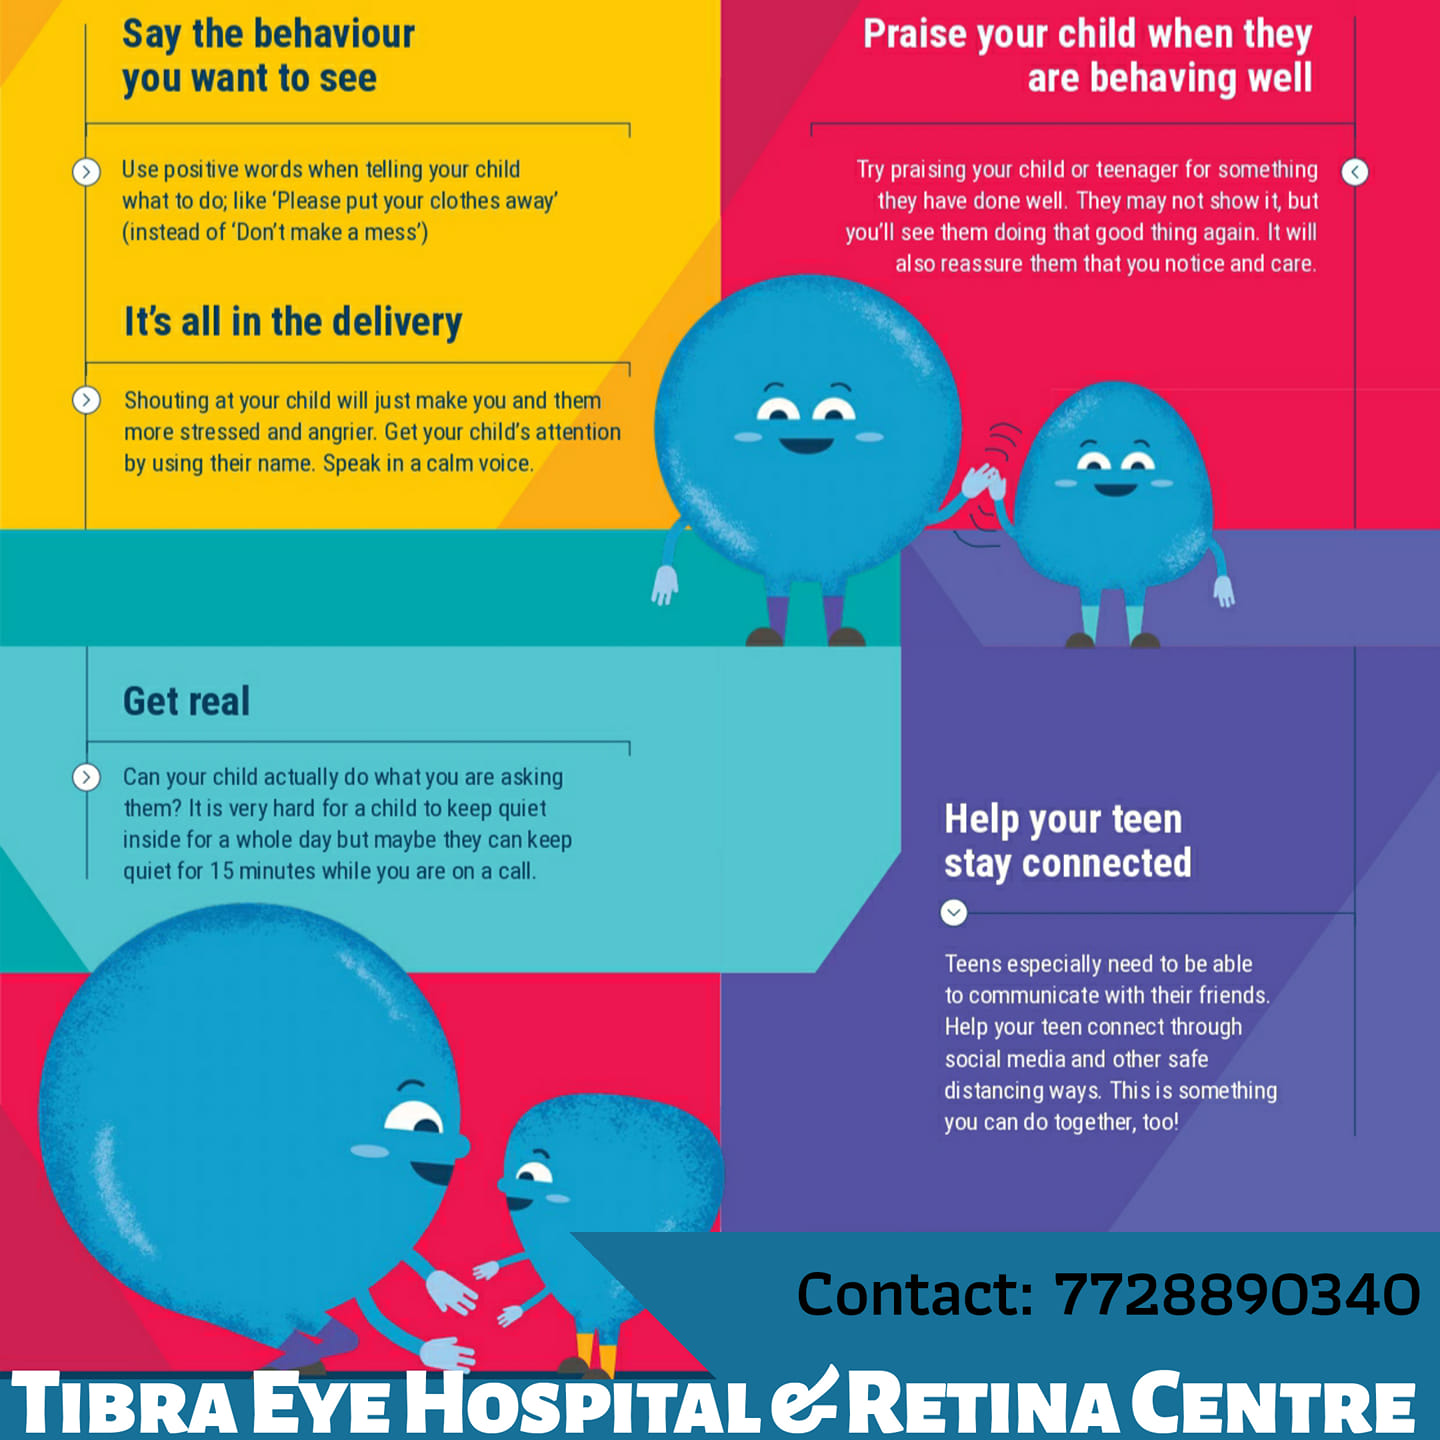 Say the behaviour
you want to see
Use positive words when telling your child
what to do; like ‘Please put your clothes away’
(instead of ‘Don’t make a mess’)
It’s all in the delivery
Shouting at your child will just make you and them
more stressed and angrier. Get your child’s attention
by using their name. Speak in a calm voice.
Praise your child when they
are behaving well
Try praising your child or teenager for something
they have done well. They may not show it, but
you’ll see them doing that good thing again. It will
also reassure them that you notice and care.
Get real
Can your child actually do what you are asking
them? It is very hard for a child to keep quiet
inside for a whole day but maybe they can keep
quiet for 15 minutes while you are on a call.
Help your teen
stay connected
Teens especially need to be able
to communicate with their friends.
Help your teen connect through
social media and other safe
distancing ways. This is something
you can do together, too!
Contact: 7728890340
TIBRA EYE HOSPITAL & RETINA CENTRE